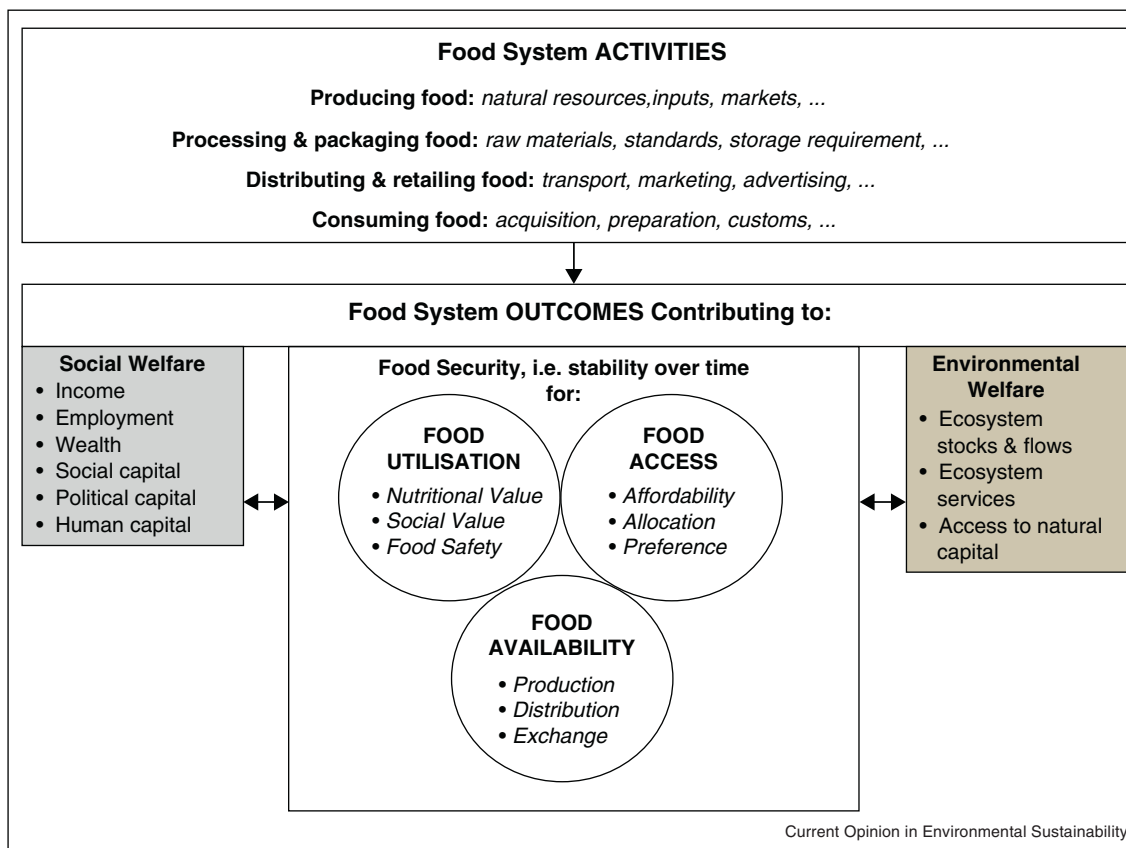 Food System ACTIVITIES
Producing food: natural resources,inputs, markets, ...
Processing & packaging food: raw materials, standards, storage requirement, ...
Distributing & retailing food: transport, marketing, advertising, ...
Consuming food: acquisition, preparation, customs, ...
Food System OUTCOMES Contributing to:
Social Welfare
• Income
• Employment
• Wealth
• Social capital
• Political capital
• Human capital
Food Security, i.e. stability over time
for:
FOOD
UTILISATION
• Nutritional Value
• Social Value
• Food Safety
FOOD
ACCESS
• Affordability
• Allocation
• Preference
FOOD
AVAILABILITY
• Production
• Distribution
• Exchange
Environmental
Welfare
• Ecosystem
stocks & flows
• Ecosystem
services
• Access to natural
capital
Current Opinion in Environmental Sustainability